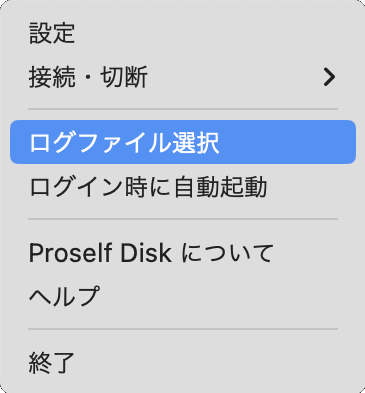 設定
接続・切断
ログファイル選択
ログイン時に自動起動
Proself Disk について
ヘルプ
終了